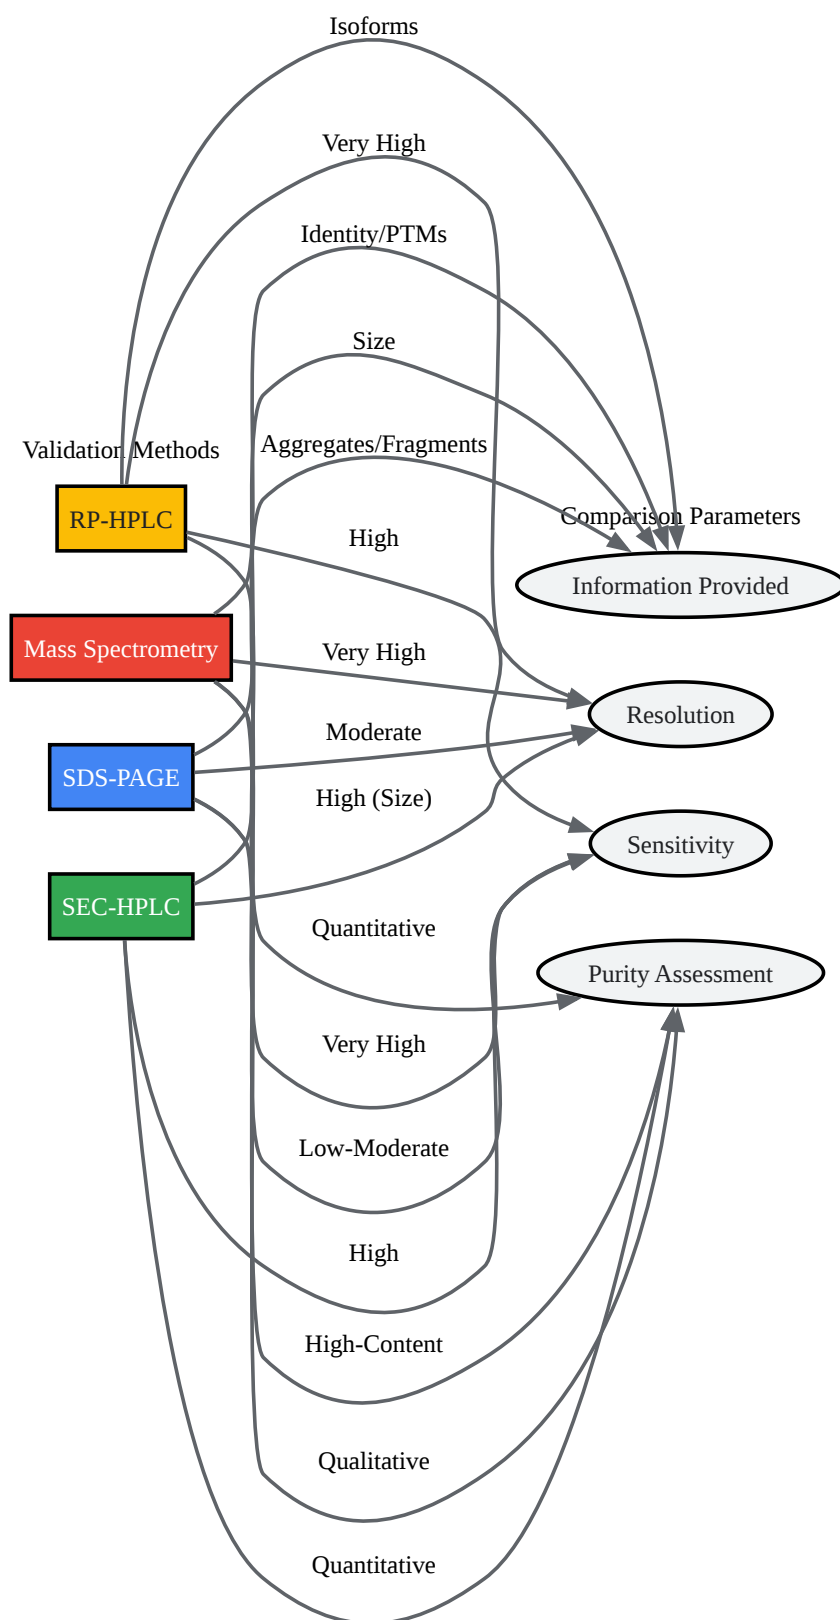 Isoforms
Very High
Identity/PTMs
Size
Aggregates/Fragments
Validation Methods
RP-HPLC
Comparison Parameters
High
Information Provided
Mass Spectrometry
Very High
Resolution
Moderate
SDS-PAGE
High (Size)
Sensitivity
SEC-HPLC
Quantitative
Purity Assessment
Very High
Low-Moderate
High
High-Content
Qualitative
Quantitative